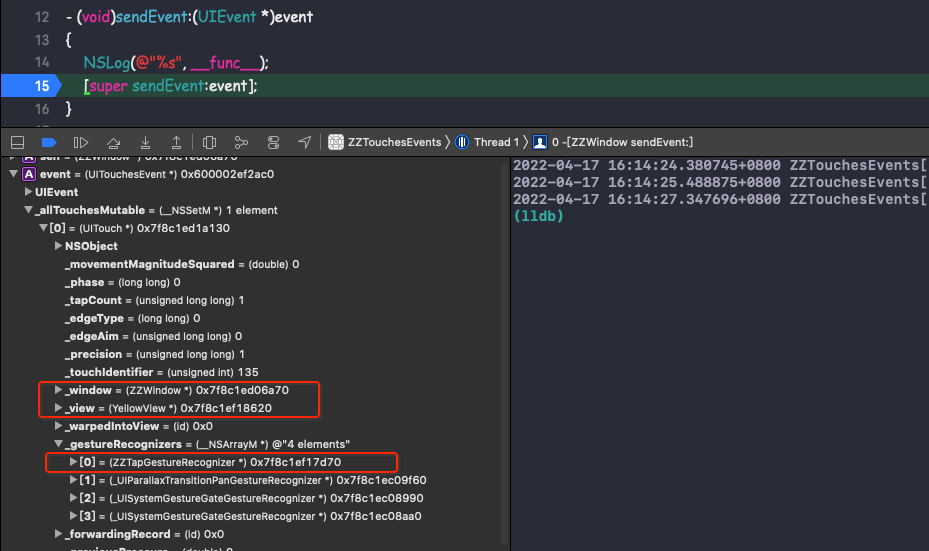 12 - (void)sendEvent:(UIEvent *)event
13 {
14 NSLog(@"%s", __func__);
15 [super sendEvent:event];
16 }
ZZTouchesEvents 〉 Thread 1 〉 0 -[ZZWindow sendEvent:]
A event = (UITouchesEvent *) 0x600002ef2ac0
UIEvent
_allTouchesMutable = (__NSSetM *) 1 element
[0] = (UITouch *) 0x7f8c1ed1a130
NSObject
_movementMagnitudeSquared = (double) 0
_phase = (long long) 0
_tapCount = (unsigned long long) 1
_edgeType = (long long) 0
_edgeAim = (unsigned long long) 0
_precision = (unsigned long long) 1
_touchIdentifier = (unsigned int) 135
_window = (ZZWindow *) 0x7f8c1ed06a70
_view = (YellowView *) 0x7f8c1ef18620
_warpedIntoView = (id) 0x0
_gestureRecognizers = (__NSArrayM *) @"4 elements"
[0] = (ZZTapGestureRecognizer *) 0x7f8c1ef17d70
[1] = (_UIParallaxTransitionPanGestureRecognizer *) 0x7f8c1ec09f60
[2] = (_UISystemGestureGateGestureRecognizer *) 0x7f8c1ec08990
[3] = (_UISystemGestureGateGestureRecognizer *) 0x7f8c1ec08aa0
_forwardingRecord = (id) 0x0
2022-04-17 16:14:24.380745+0800 ZZTouchesEvents[
2022-04-17 16:14:25.488875+0800 ZZTouchesEvents[
2022-04-17 16:14:27.347696+0800 ZZTouchesEvents[
(lldb)